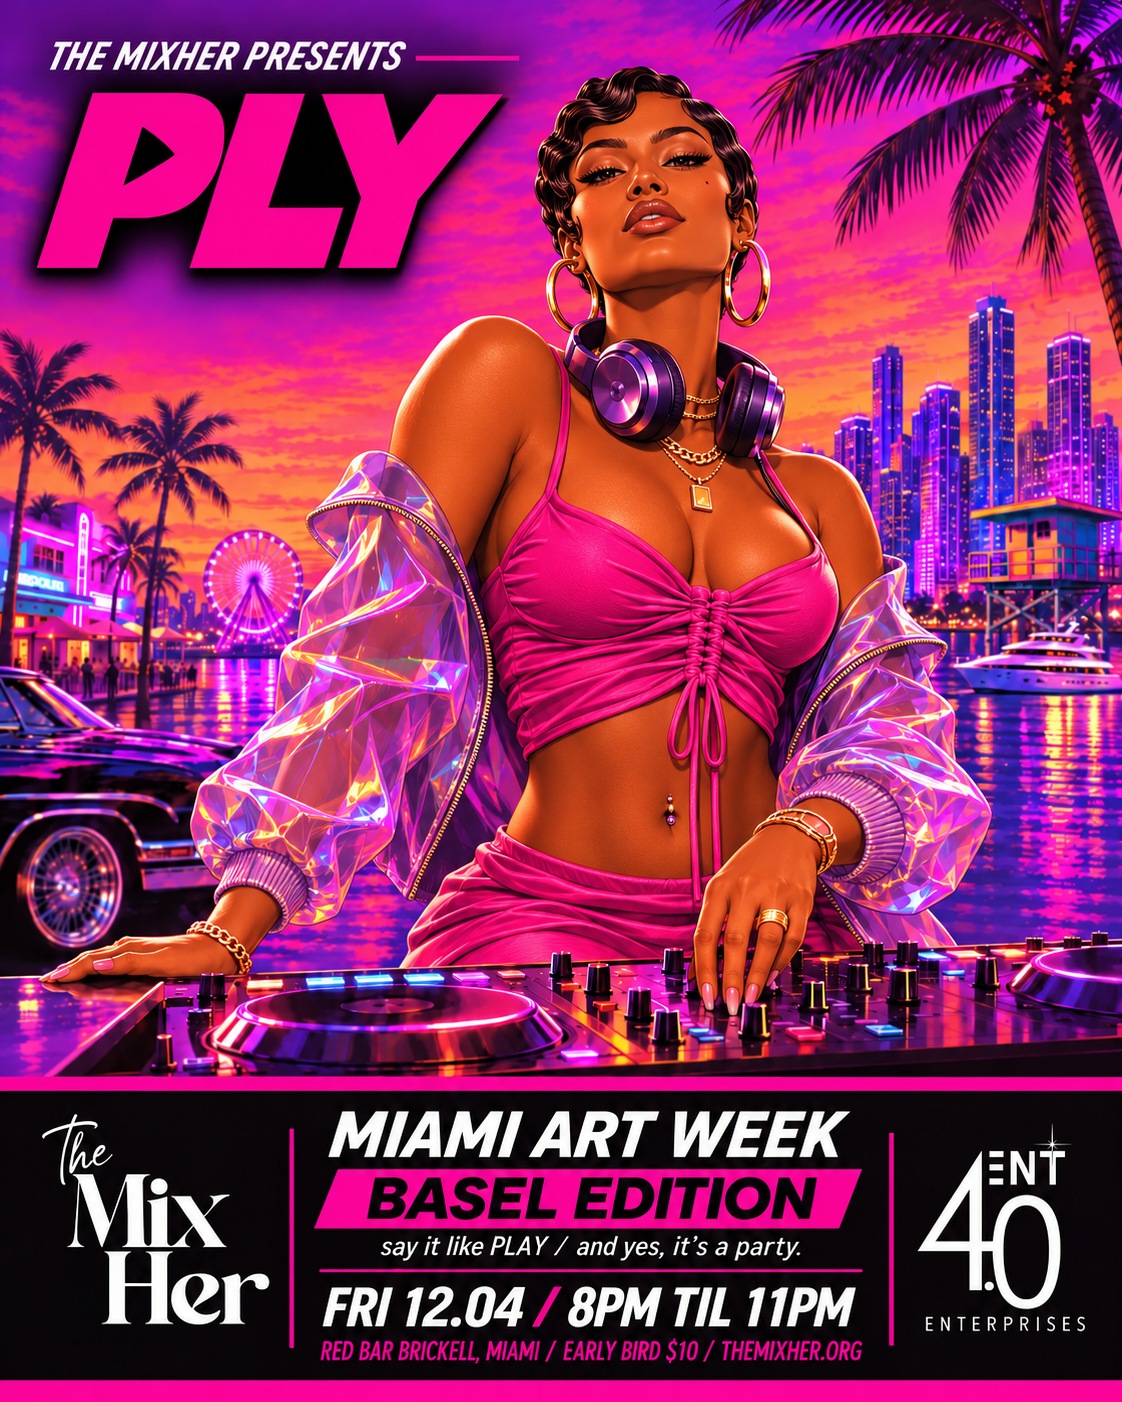 THE MIXHER PRESENTS
PLY
The
Mix
Her
MIAMI ART WEEK
BASEL EDITION
say it like PLAY / and yes, it's a party.
FRI 12.04 / 8PM TIL 11PM
RED BAR BRICKELL, MIAMI / EARLY BIRD $10 / THEMIXHER.ORG
ENT
4.0
ENTERPRISES